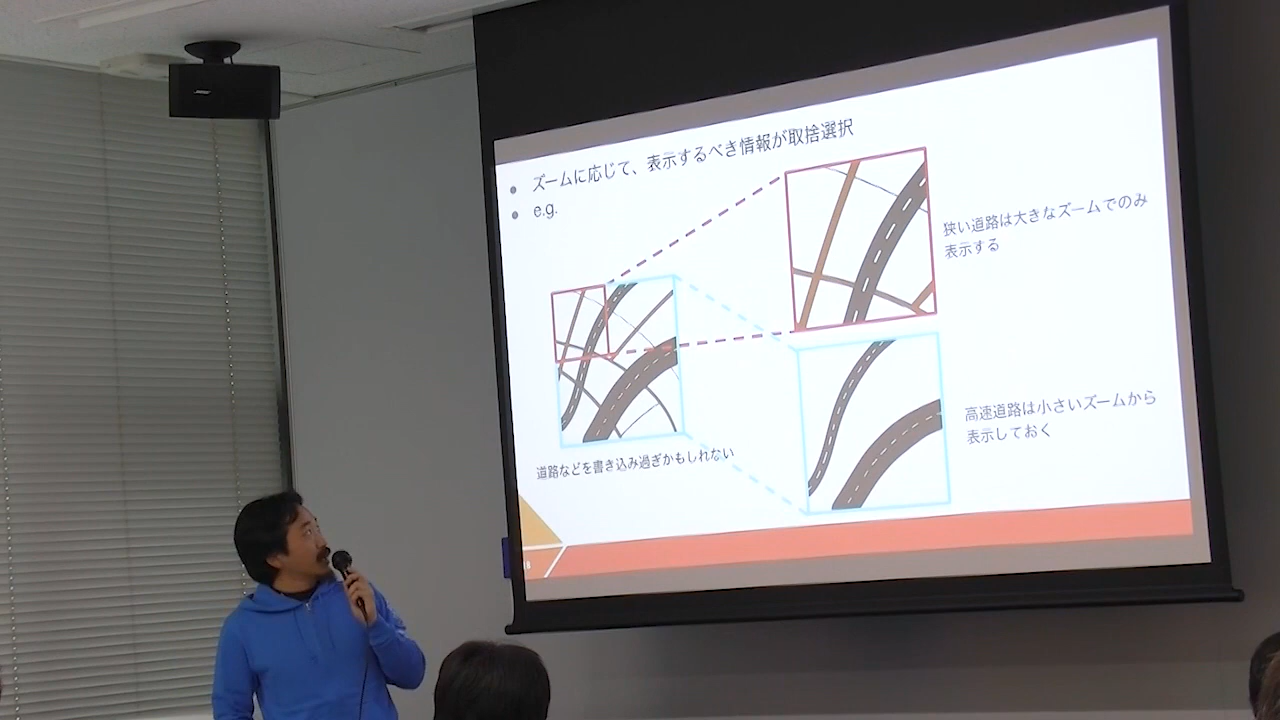 BOSE
ズームに応じて、表示するべき情報が取捨選択
e.g.
狭い道路は大きなズームでのみ
表示する
高速道路は小さいズームから
表示しておく
道路などを書き込み過ぎかもしれない